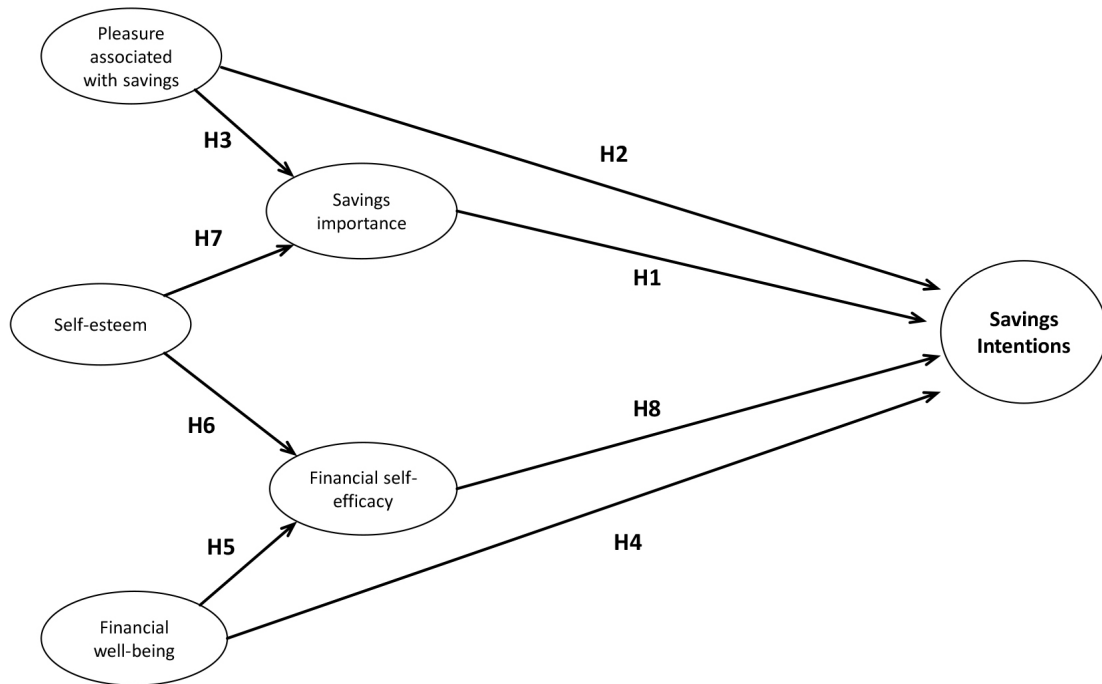 Pleasure
associated
with savings
H3
H2
Savings
importance
H7
H1
Self-esteem
Savings
Intentions
H6
H8
Financial self-
efficacy
H5
H4
Financial
well-being